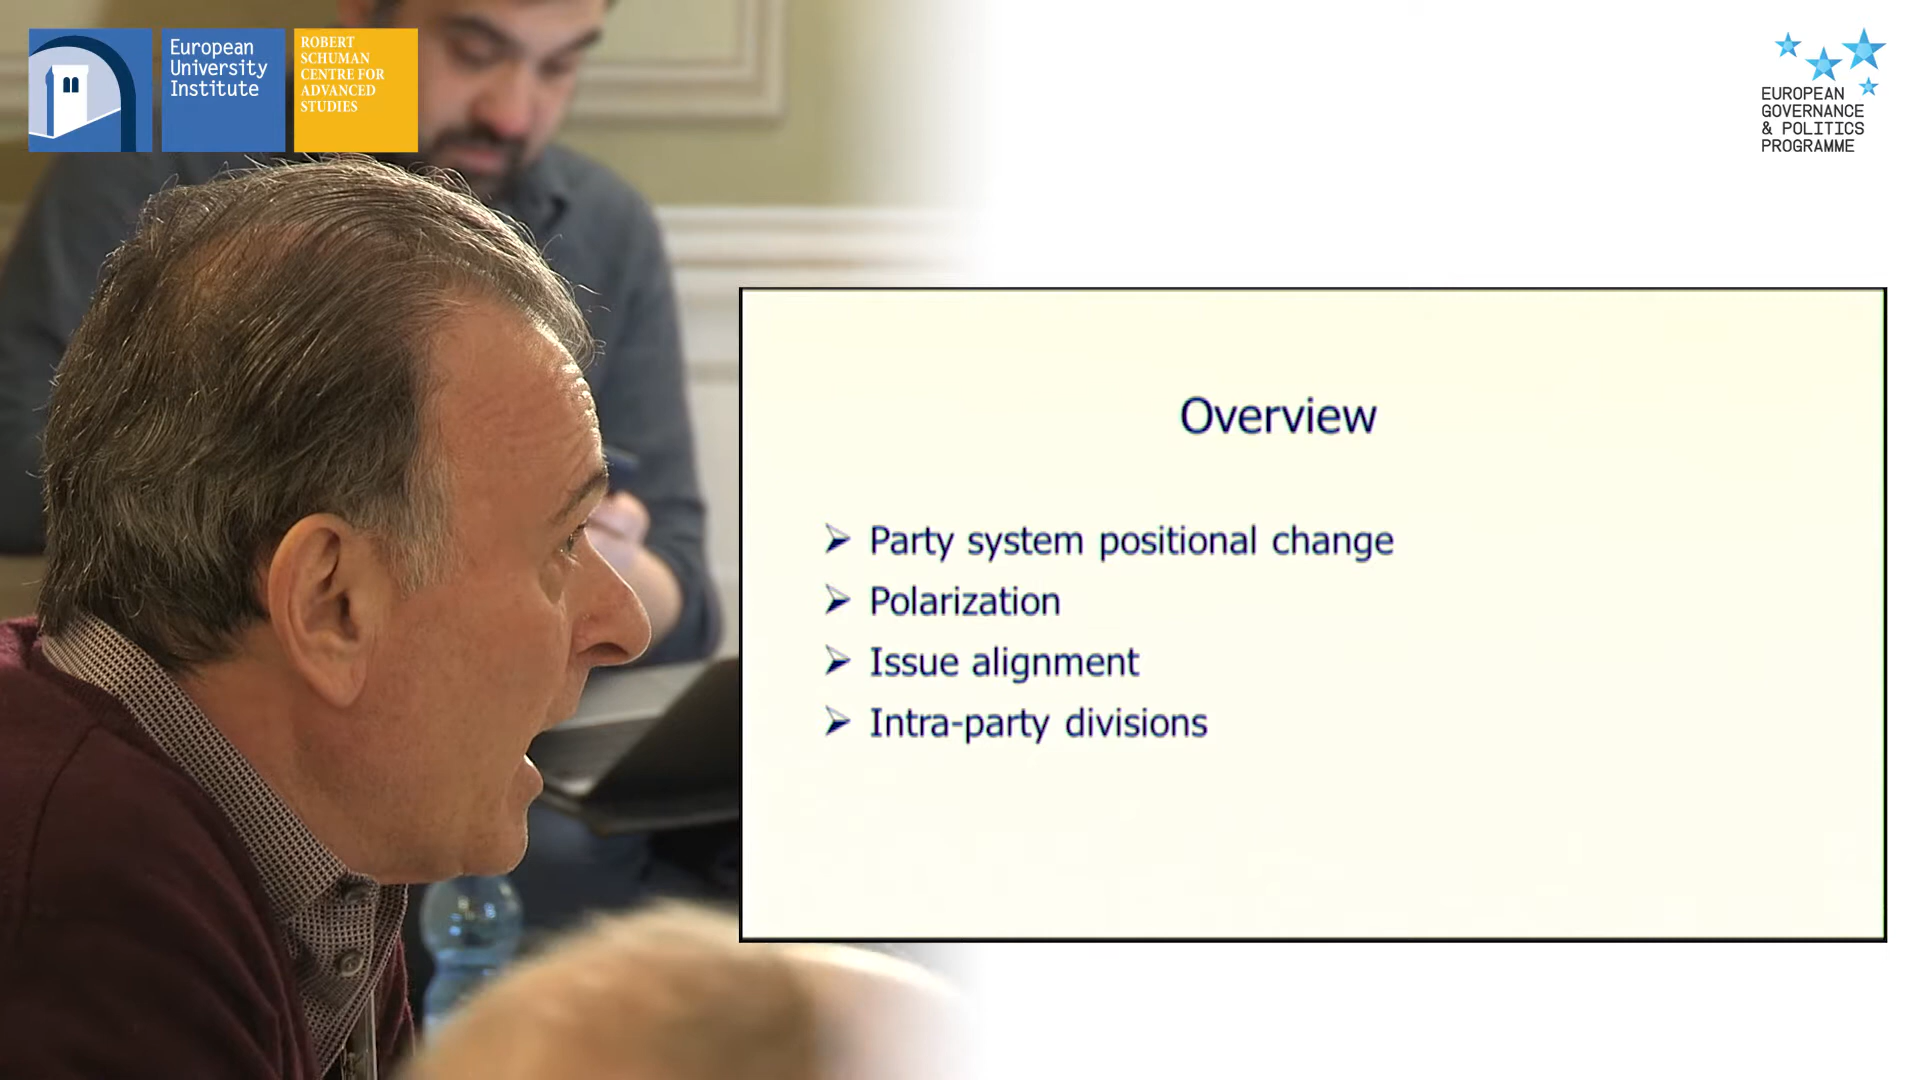 European
University
Institute
ROBERT
SCHUMAN
CENTRE FOR
ADVANCED
STUDIES
EUROPEAN
GOVERNANCE
& POLITICS
PROGRAMME
Overview
Party system positional change
Polarization
Issue alignment
Intra-party divisions